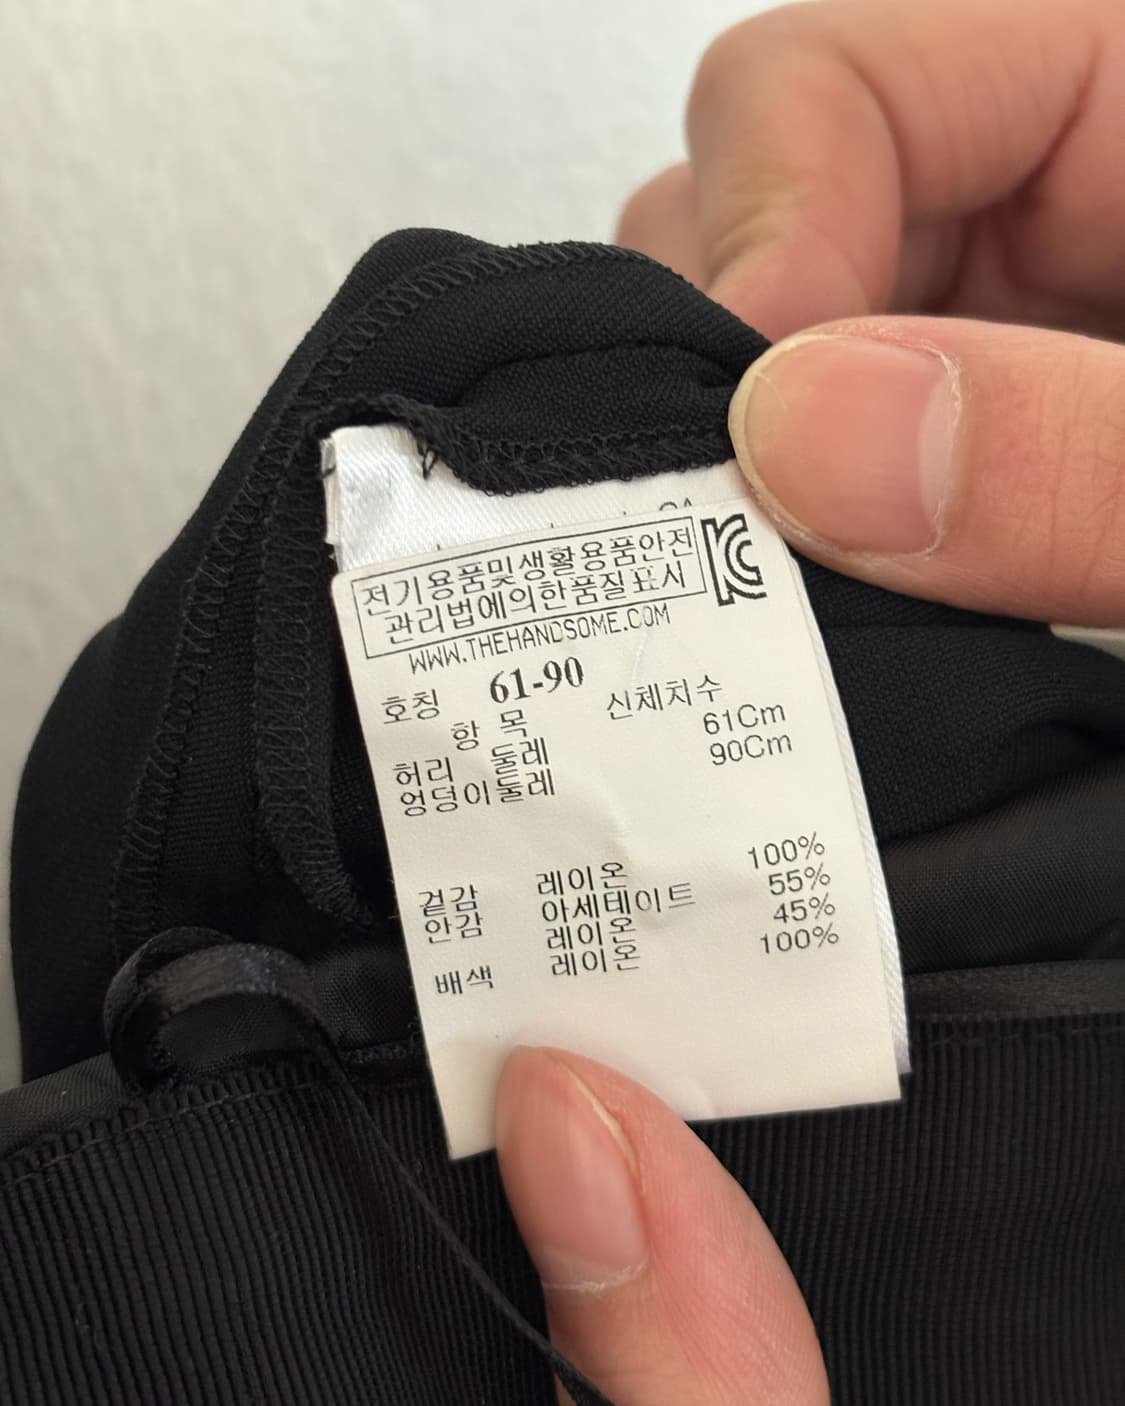 전기용품및생활용품안전
관리법에의한품질표시
WWW.THEHANDSOME.COM
호칭 61-90
항 목 신체치수
허리 둘레 61Cm
엉덩이둘레 90Cm
겉감 레이온 100%
안감 아세테이트 55%
레이온 45%
배색 레이온 100%